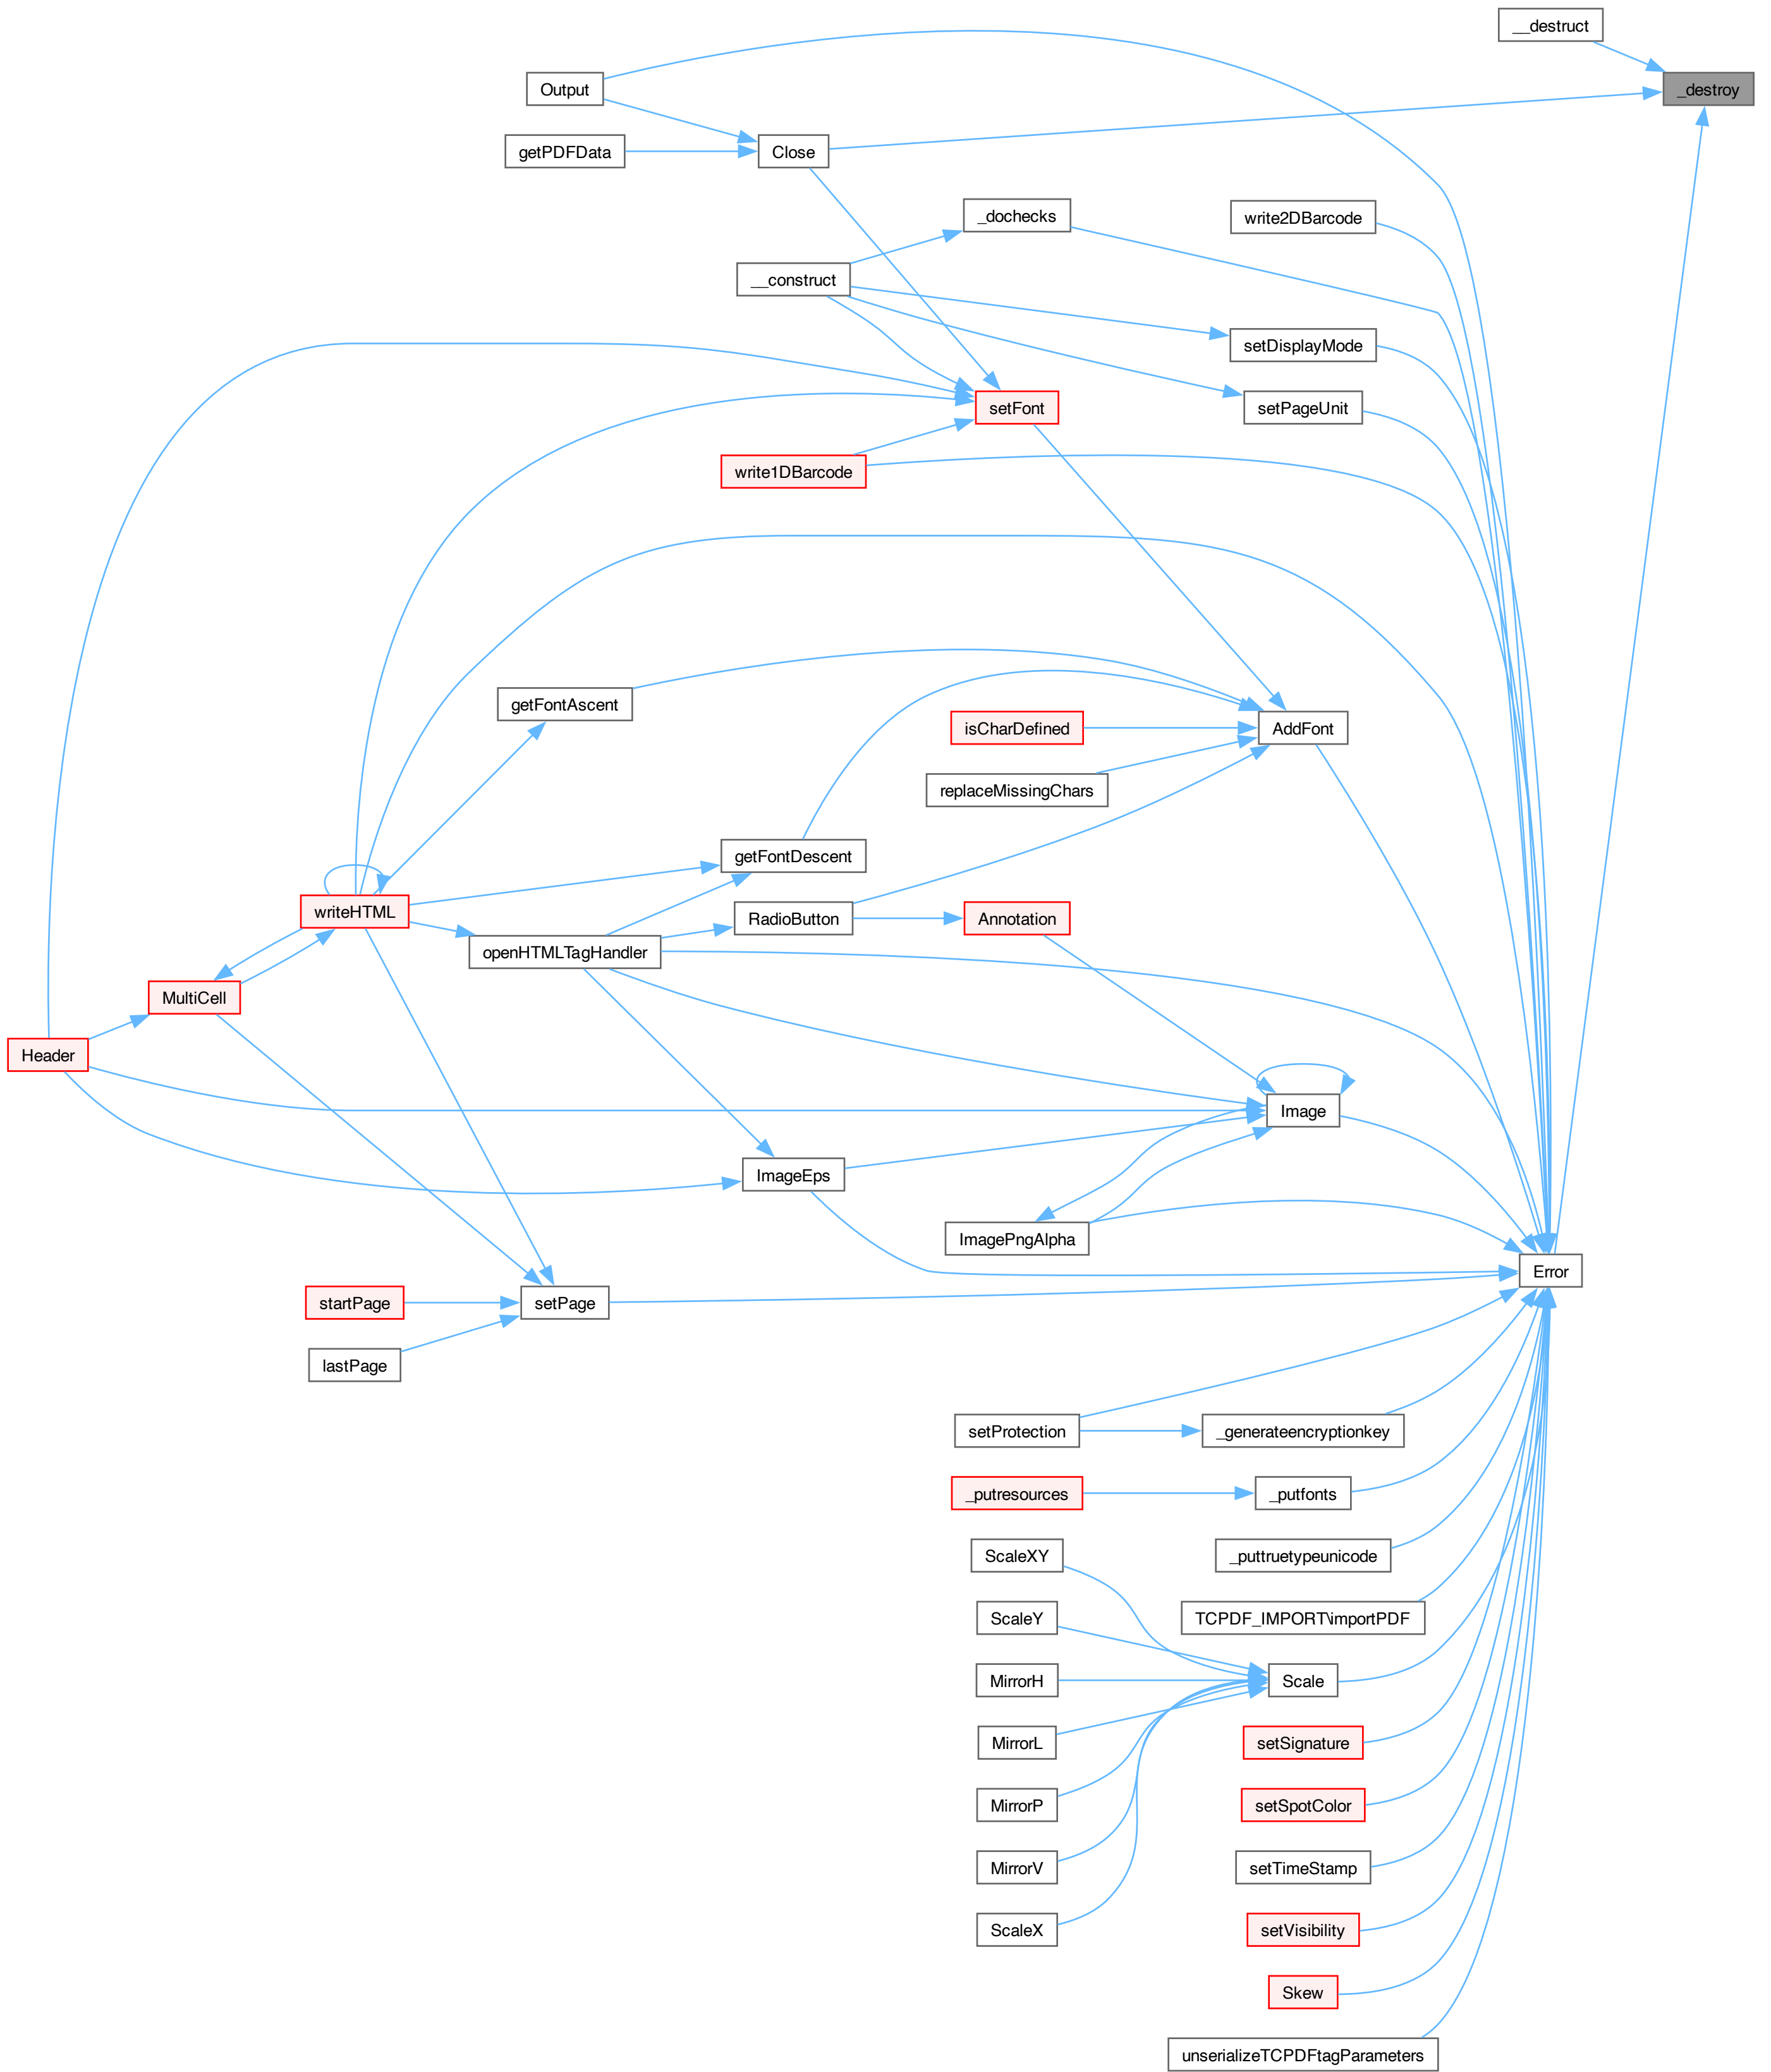 __destruct
_destroy
Output
Close
getPDFData
_dochecks
write2DBarcode
__construct
setDisplayMode
setPageUnit
setFont
write1DBarcode
getFontAscent
isCharDefined
AddFont
replaceMissingChars
getFontDescent
writeHTML
RadioButton
Annotation
openHTMLTagHandler
MultiCell
Header
Image
ImageEps
ImagePngAlpha
Error
startPage
setPage
lastPage
setProtection
_generateencryptionkey
_putresources
_putfonts
ScaleXY
_puttruetypeunicode
ScaleY
TCPDF_IMPORT\importPDF
MirrorH
Scale
MirrorL
setSignature
MirrorP
setSpotColor
MirrorV
setTimeStamp
ScaleX
setVisibility
Skew
unserializeTCPDFtagParameters